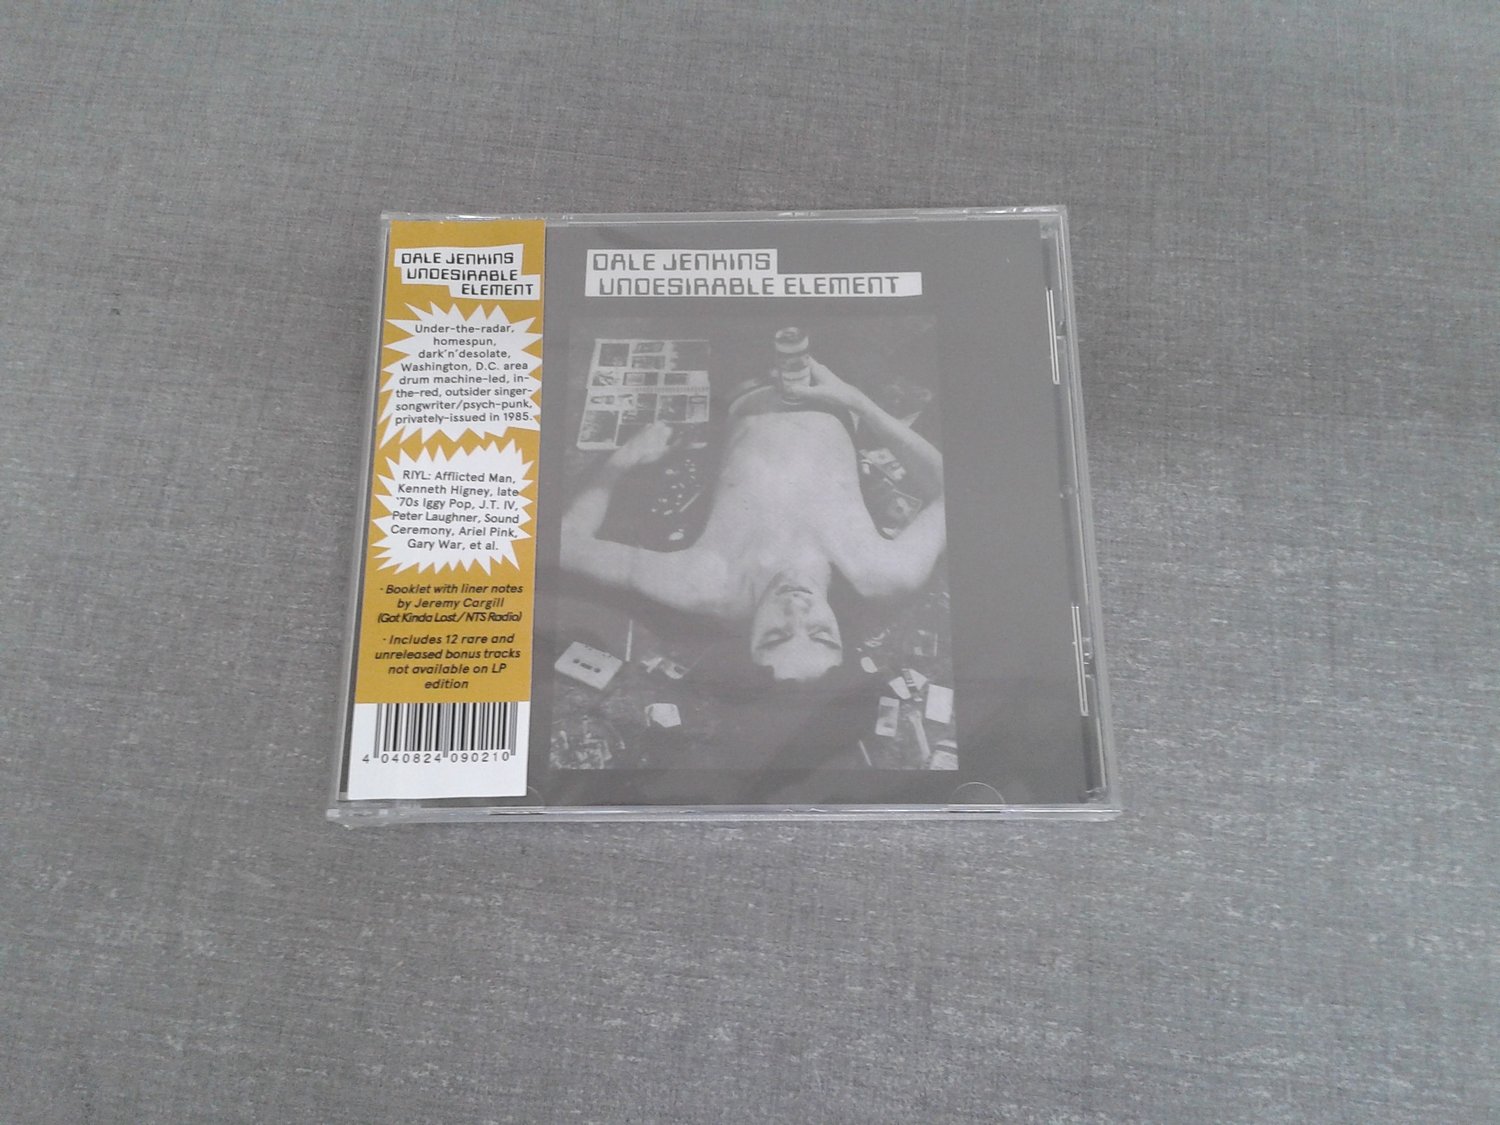 DALE JENKINS
UNDESIRABLE
ELEMENT
Under-the-radar,
homespun,
dark'n'desolate,
Washington, D.C. area
drum machine-led, in-
the-red, outsider singer-
songwriter/psych-punk,
privately-issued in 1985.
RIYL: Afflicted Man,
Kenneth Higney, late
'70s Iggy Pop, J.T. IV,
Peter Laughner, Sound
Ceremony, Ariel Pink,
Gary War, et al.
· Booklet with liner notes
by Jeremy Cargill
(Got Kinda Lost / NTS Radio)
· Includes 12 rare and
unreleased bonus tracks
not available on LP
edition
4 040824 090210
DALE JENKINS
UNDESIRABLE ELEMENT